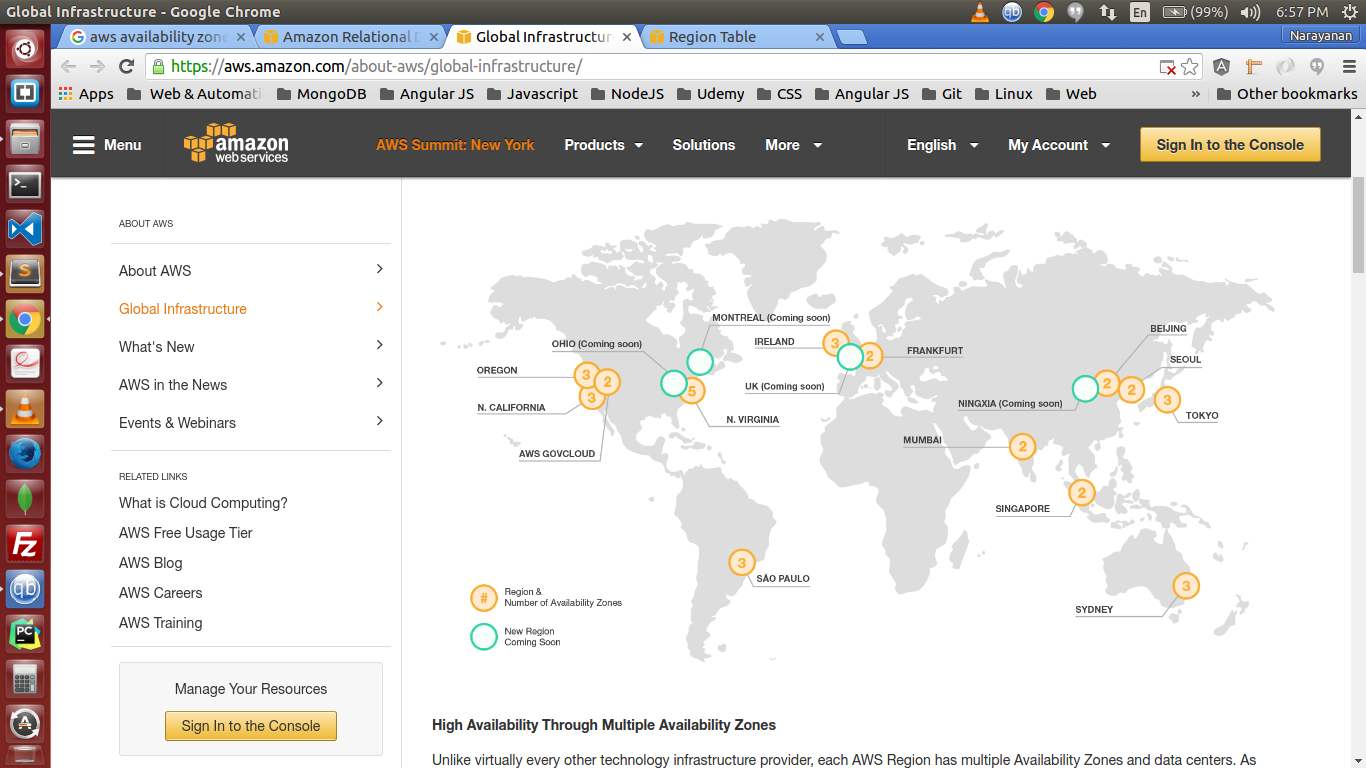 Global Infrastructure - Google Chrome
En
(99%)
6:57 PM
aws availability zone
Amazon Relational D
Global Infrastructur
Region Table
Narayanan
https://aws.amazon.com/about-aws/global-infrastructure/
Apps
Web & Automati
MongoDB
Angular JS
Javascript
NodeJS
Udemy
CSS
Angular JS
Git
Linux
Web
»
Other bookmarks
Menu
amazon
web services
AWS Summit: New York
Products
Solutions
More
English
My Account
Sign In to the Console
ABOUT AWS
About AWS
Global Infrastructure
What's New
AWS in the News
Events & Webinars
RELATED LINKS
What is Cloud Computing?
AWS Free Usage Tier
AWS Blog
AWS Careers
AWS Training
Manage Your Resources
Sign In to the Console
MONTREAL (Coming soon)
OHIO (Coming soon)
OREGON
3
2
3
5
N. CALIFORNIA
N. VIRGINIA
AWS GOVCLOUD
IRELAND
3
2
FRANKFURT
UK (Coming soon)
BEIJING
SEOUL
2
2
3
NINGXIA (Coming soon)
TOKYO
MUMBAI
2
2
SINGAPORE
3
SÃO PAULO
3
SYDNEY
#
Region &
Number of Availability Zones
New Region
Coming Soon
High Availability Through Multiple Availability Zones
Unlike virtually every other technology infrastructure provider, each AWS Region has multiple Availability Zones and data centers. As